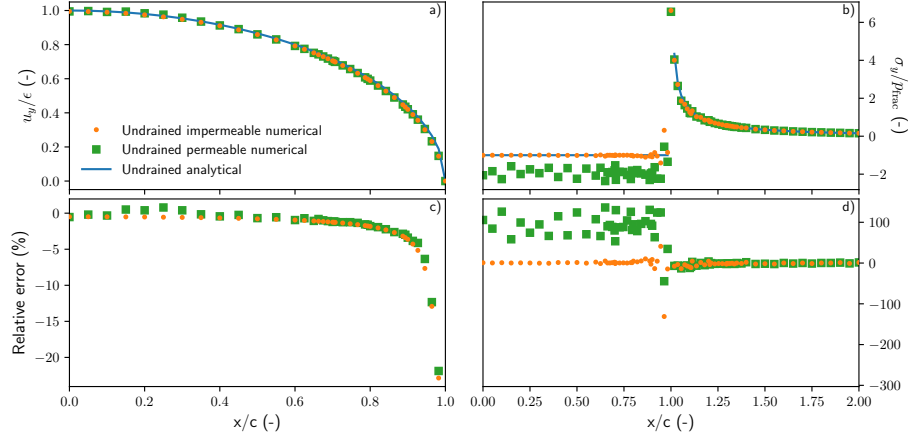 a)
1.0
0.8
0.6
0.4
0.2
0.0
u_y/ϵ (-)
Undrained impermeable numerical
Undrained permeable numerical
Undrained analytical
b)
6
4
2
0
−2
σ_y/p_frac (-)
c)
0
−5
−10
−15
−20
Relative error (%)
0.0 0.2 0.4 0.6 0.8 1.0
x/c (-)
d)
100
0
−100
−200
−300
0.00 0.25 0.50 0.75 1.00 1.25 1.50 1.75 2.00
x/c (-)